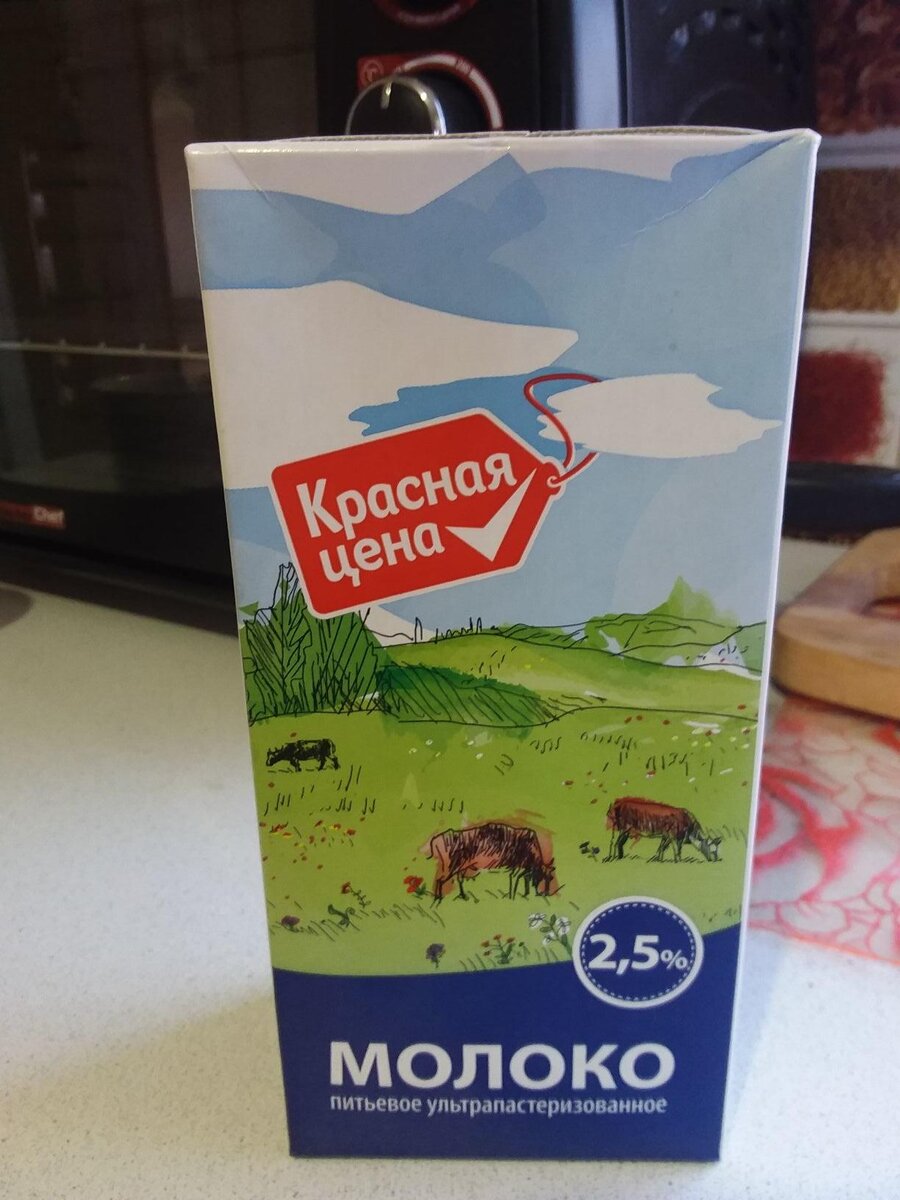 Красная
цена
2,5%
МОЛОКО
питьевое ультрапастеризованное